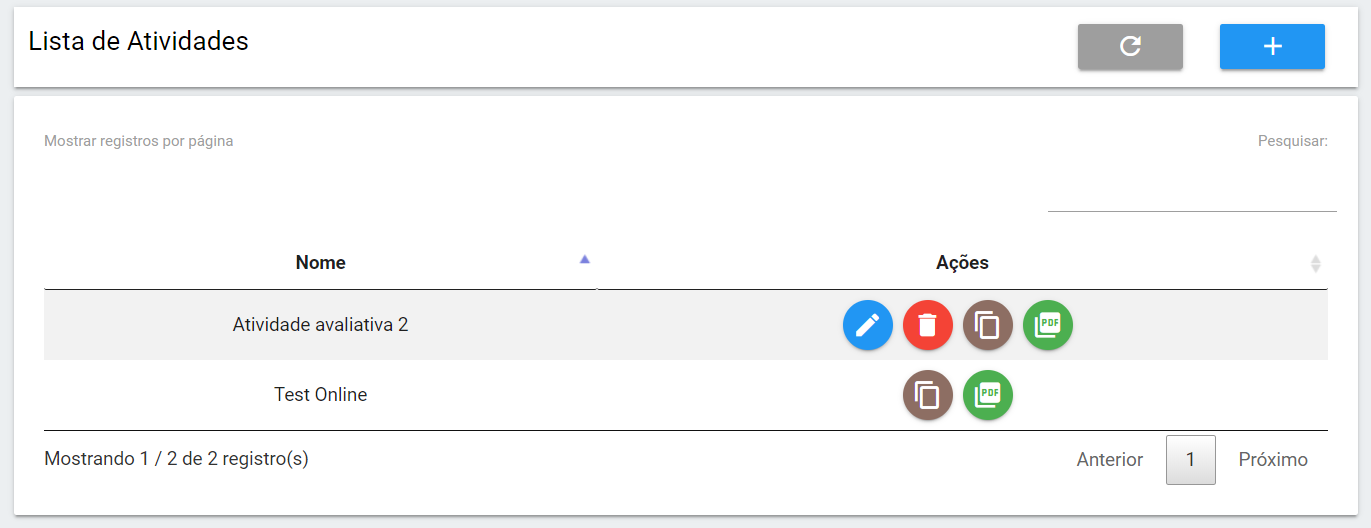 Lista de Atividades
Mostrar registros por página
Pesquisar:
Nome
Ações
Atividade avaliativa 2
PDF
Test Online
PDF
Mostrando 1 / 2 de 2 registro(s)
Anterior
1
Próximo